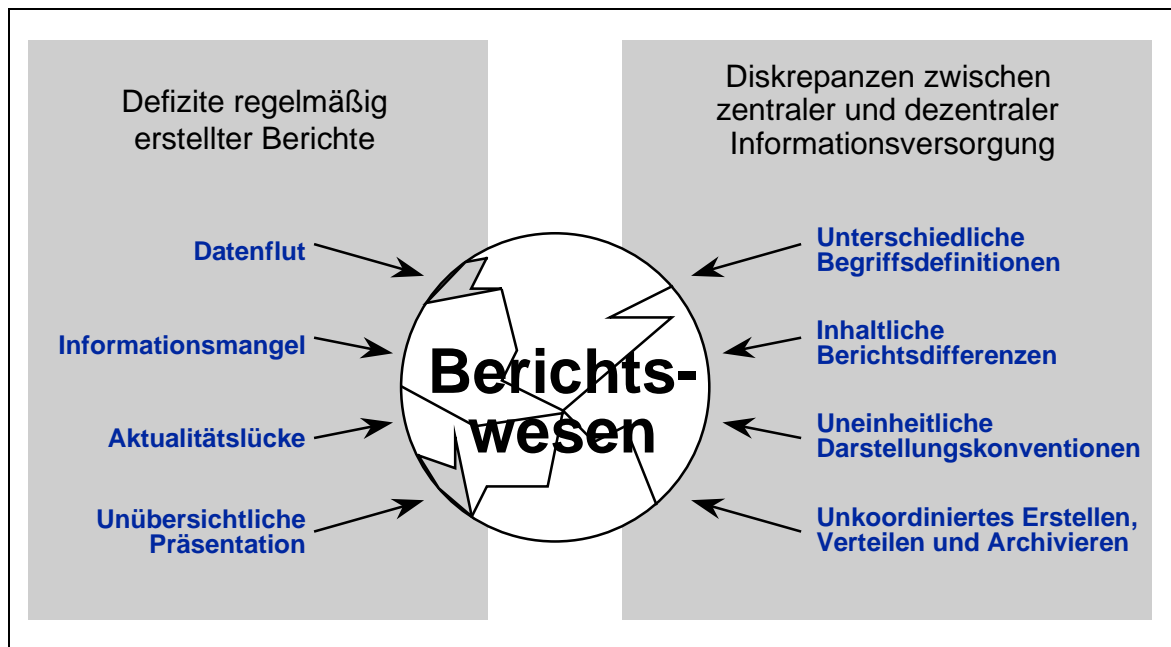 Defizite regelmäßig
erstellter Berichte
Datenflut
Informationsmangel
Aktualitätslücke
Unübersichtliche
Präsentation
Berichts-
wesen
Diskrepanzen zwischen
zentraler und dezentraler
Informationsversorgung
Unterschiedliche
Begriffsdefinitionen
Inhaltliche
Berichtsdifferenzen
Uneinheitliche
Darstellungskonventionen
Unkoordiniertes Erstellen,
Verteilen und Archivieren